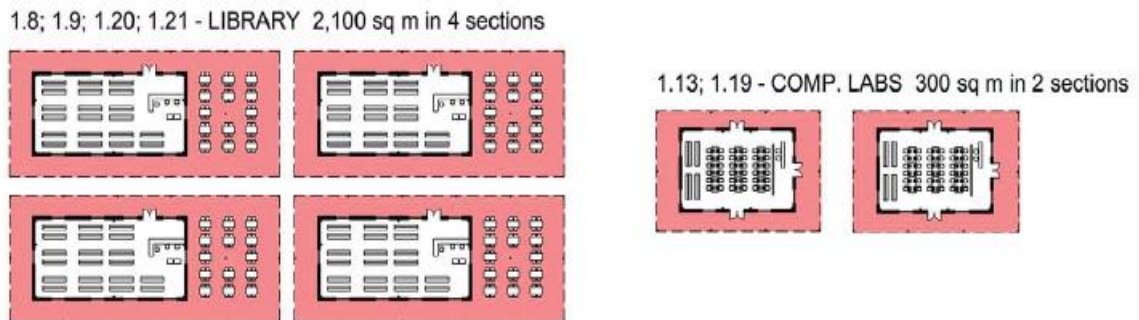 1.8; 1.9; 1.20; 1.21 - LIBRARY 2,100 sq m in 4 sections
1.13; 1.19 - COMP. LABS 300 sq m in 2 sections